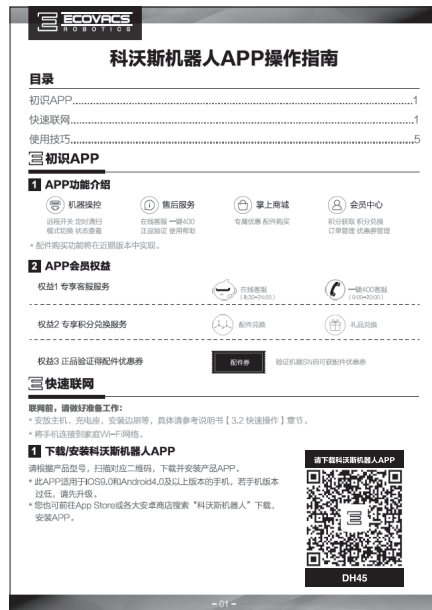 ECOVACS
ROBOTICS
科沃斯机器人APP操作指南
目录
初识APP................................................1
快速联网................................................1
使用技巧................................................5
初识APP
1 APP功能介绍
机器操控
远程开关 定时清扫
模式切换 状态查看
售后服务
在线客服 一键400
正品验证 使用帮助
掌上商城
专属优惠 配件购买
会员中心
积分获取 积分兑换
订单管理 优惠券管理
* 配件购买功能将在近期版本中实现。
2 APP会员权益
权益1 专享客服服务
在线客服
(8:30-24:00)
一键400客服
(9:00-20:00)
权益2 专享积分兑换服务
配件兑换
礼品兑换
权益3 正品验证得配件优惠券
配件券
验证机器SN码可获配件优惠券
快速联网
联网前，请做好准备工作：
* 安放主机、充电座，安装边刷等，具体请参考说明书【3.2 快速操作】章节。
* 将手机连接到家庭Wi-Fi网络。
1 下载/安装科沃斯机器人APP
请根据产品型号，扫描对应二维码，下载并安装产品APP。
* 此APP适用于IOS9.0和Android4.0及以上版本的手机，若手机版本
过低，请先升级。
* 您也可前往App Store或各大安卓商店搜索“科沃斯机器人”下载，
安装APP。
请下载科沃斯机器人APP
DH45
-01-